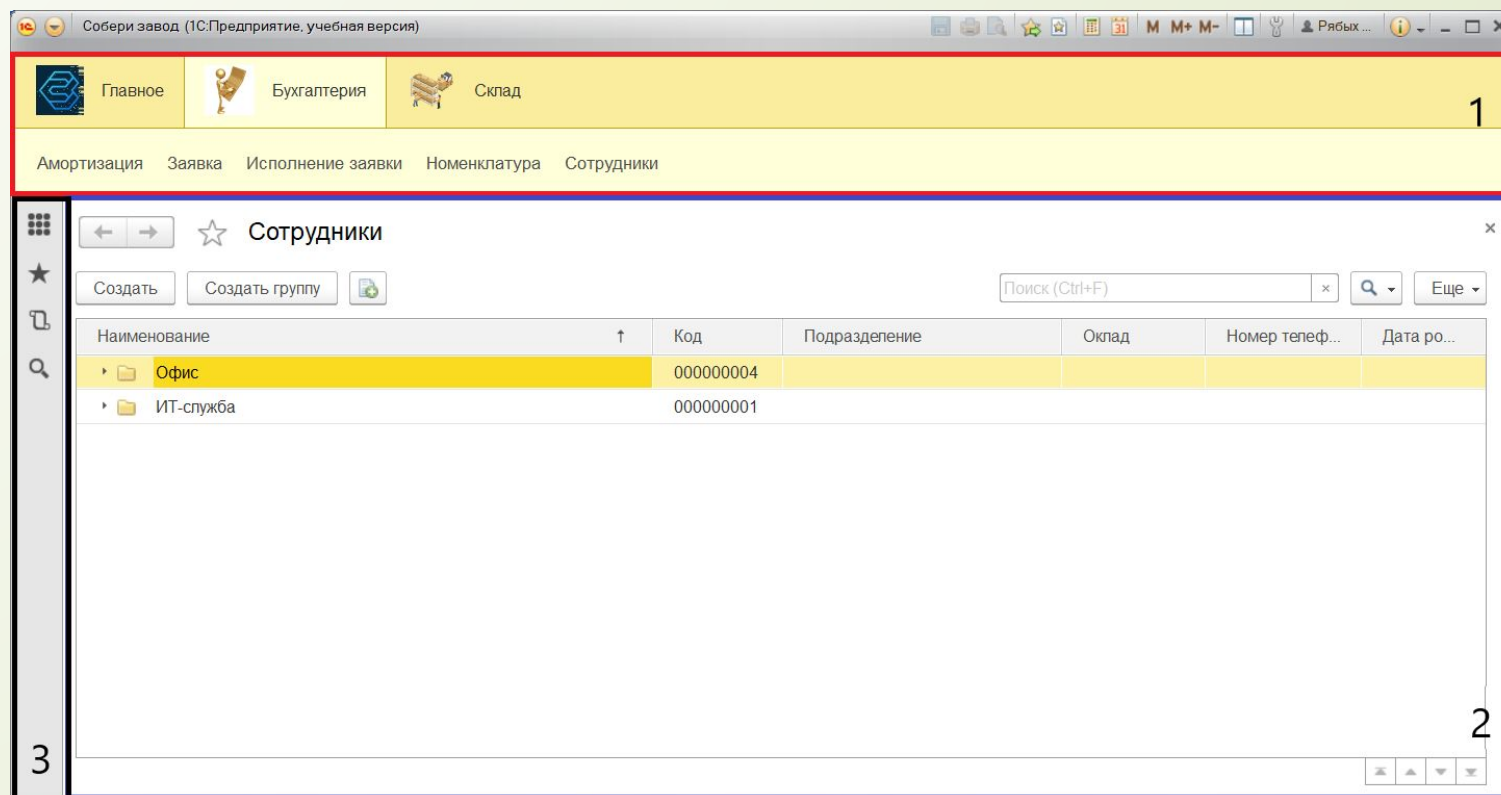 Собери завод (1С:Предприятие, учебная версия) M M+ M- Рябых ...
Главное Бухгалтерия Склад
1
Амортизация Заявка Исполнение заявки Номенклатура Сотрудники
Сотрудники
Создать Создать группу Поиск (Ctrl+F) Еще
Наименование Код Подразделение Оклад Номер телеф... Дата ро...
Офис 000000004
ИТ-служба 000000001
2
3